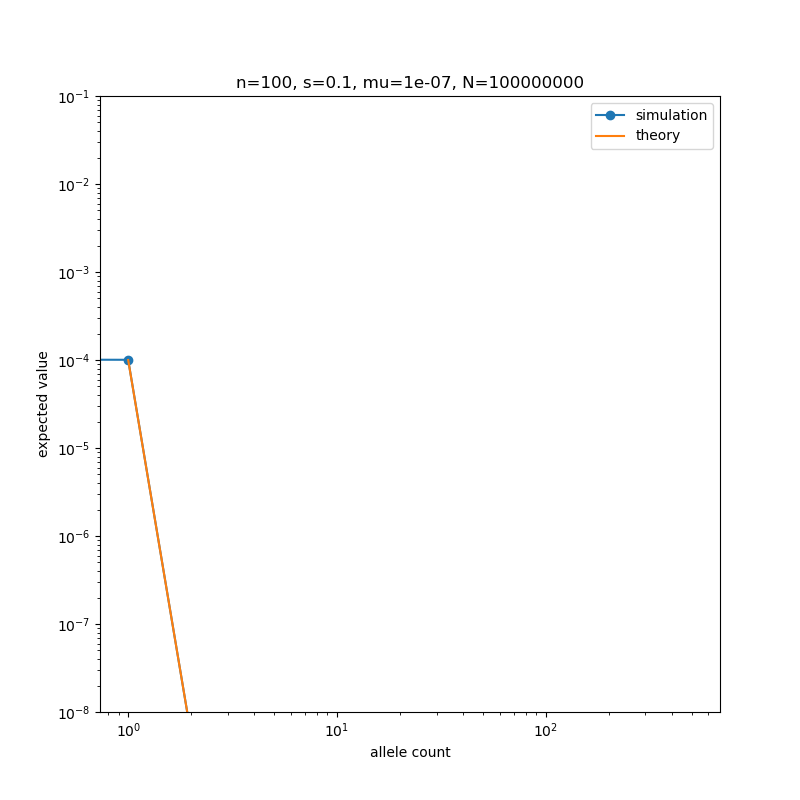 n=100, s=0.1, mu=1e-07, N=100000000
simulation
theory
10⁻¹
10⁻²
10⁻³
10⁻⁴
10⁻⁵
10⁻⁶
10⁻⁷
10⁻⁸
expected value
10⁰ 10¹ 10²
allele count